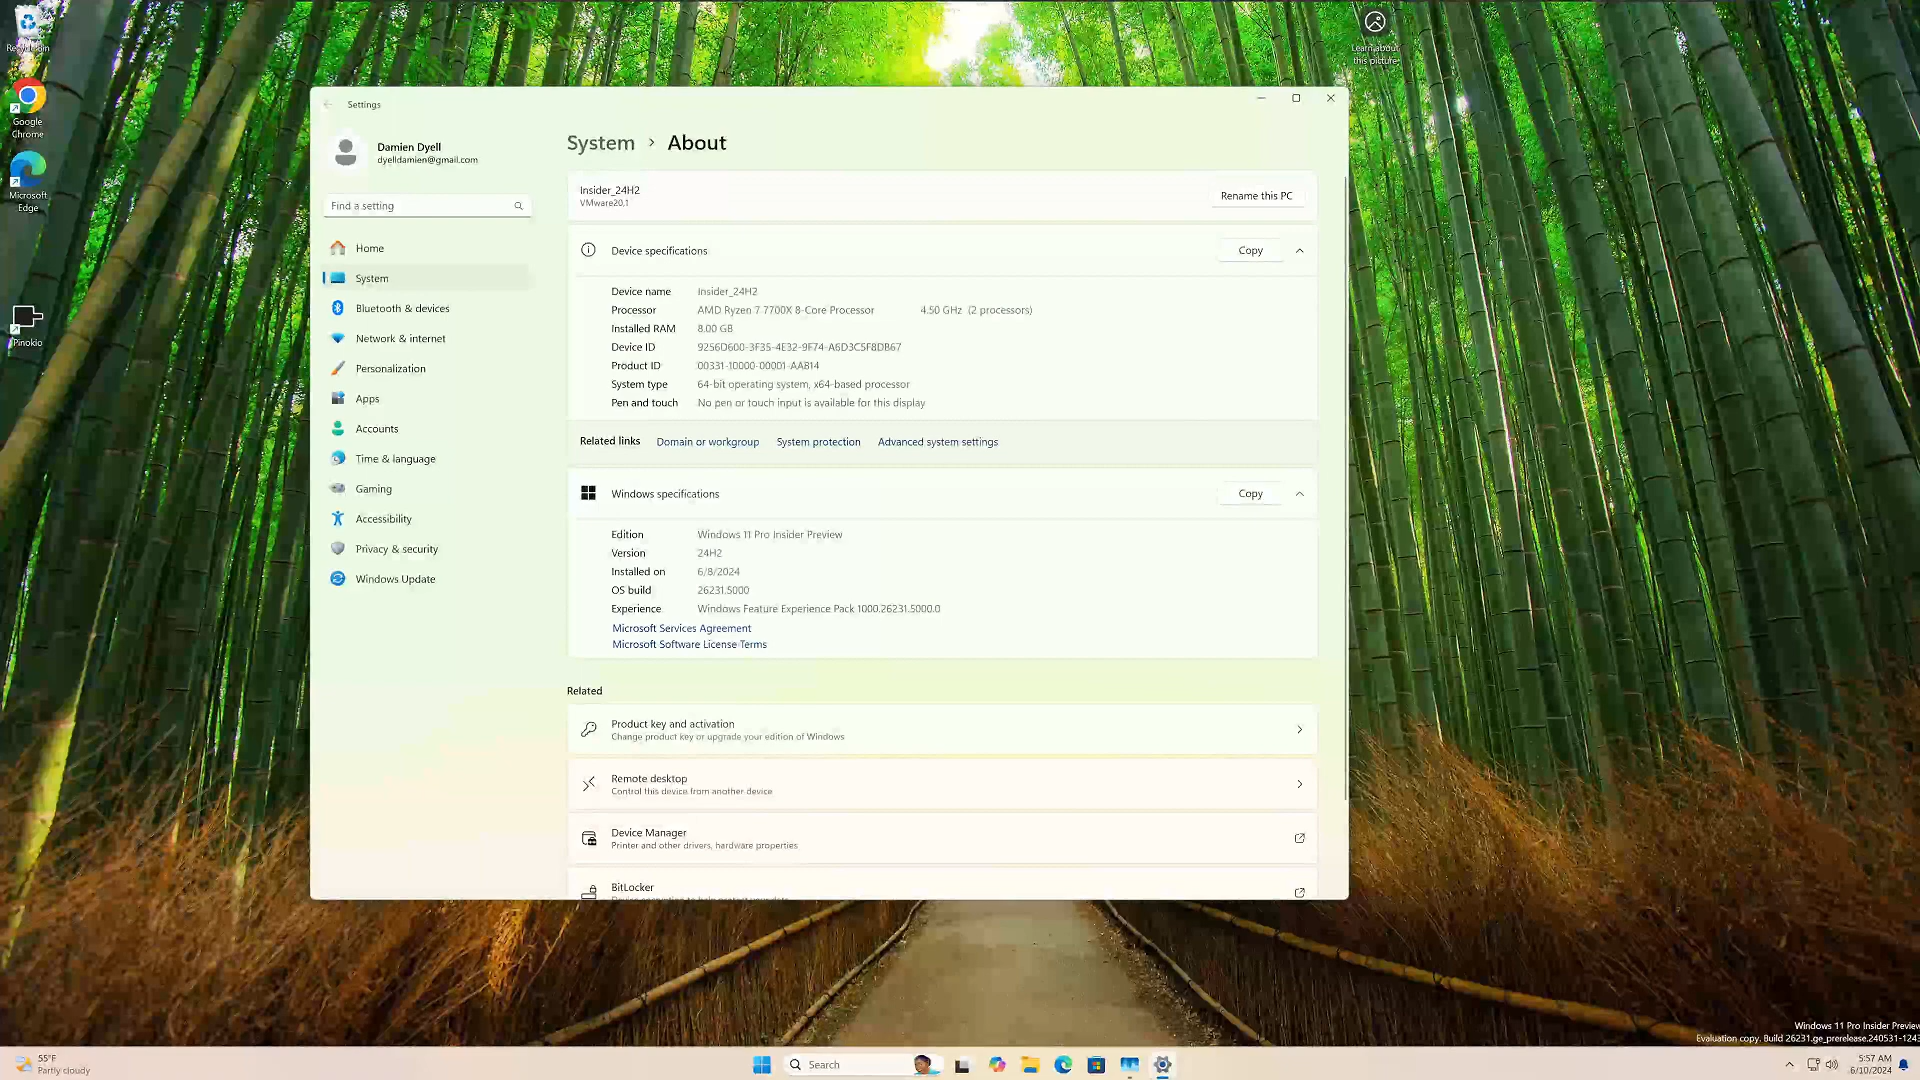 Recycle Bin
Google
Chrome
Microsoft
Edge
Pinokio
Learn about
this picture
Settings
Damien Dyell
dyelldamien@gmail.com
Find a setting
Home
System
Bluetooth & devices
Network & internet
Personalization
Apps
Accounts
Time & language
Gaming
Accessibility
Privacy & security
Windows Update
System > About
Insider_24H2
VMware20,1
Rename this PC
Device specifications
Copy
Device name Insider_24H2
Processor AMD Ryzen 7 7700X 8-Core Processor 4.50 GHz (2 processors)
Installed RAM 8.00 GB
Device ID 9256D600-3F35-4E32-9F74-A6D3C5F8DB67
Product ID 00331-10000-00001-AAB14
System type 64-bit operating system, x64-based processor
Pen and touch No pen or touch input is available for this display
Related links Domain or workgroup System protection Advanced system settings
Windows specifications
Copy
Edition Windows 11 Pro Insider Preview
Version 24H2
Installed on 6/8/2024
OS build 26231.5000
Experience Windows Feature Experience Pack 1000.26231.5000.0
Microsoft Services Agreement
Microsoft Software License Terms
Related
Product key and activation
Change product key or upgrade your edition of Windows
Remote desktop
Control this device from another device
Device Manager
Printer and other drivers, hardware properties
BitLocker
Windows 11 Pro Insider Preview
Evaluation copy. Build 26231.ge_prerelease.240531-1243
55°F
Partly cloudy
Search
5:57 AM
6/10/2024